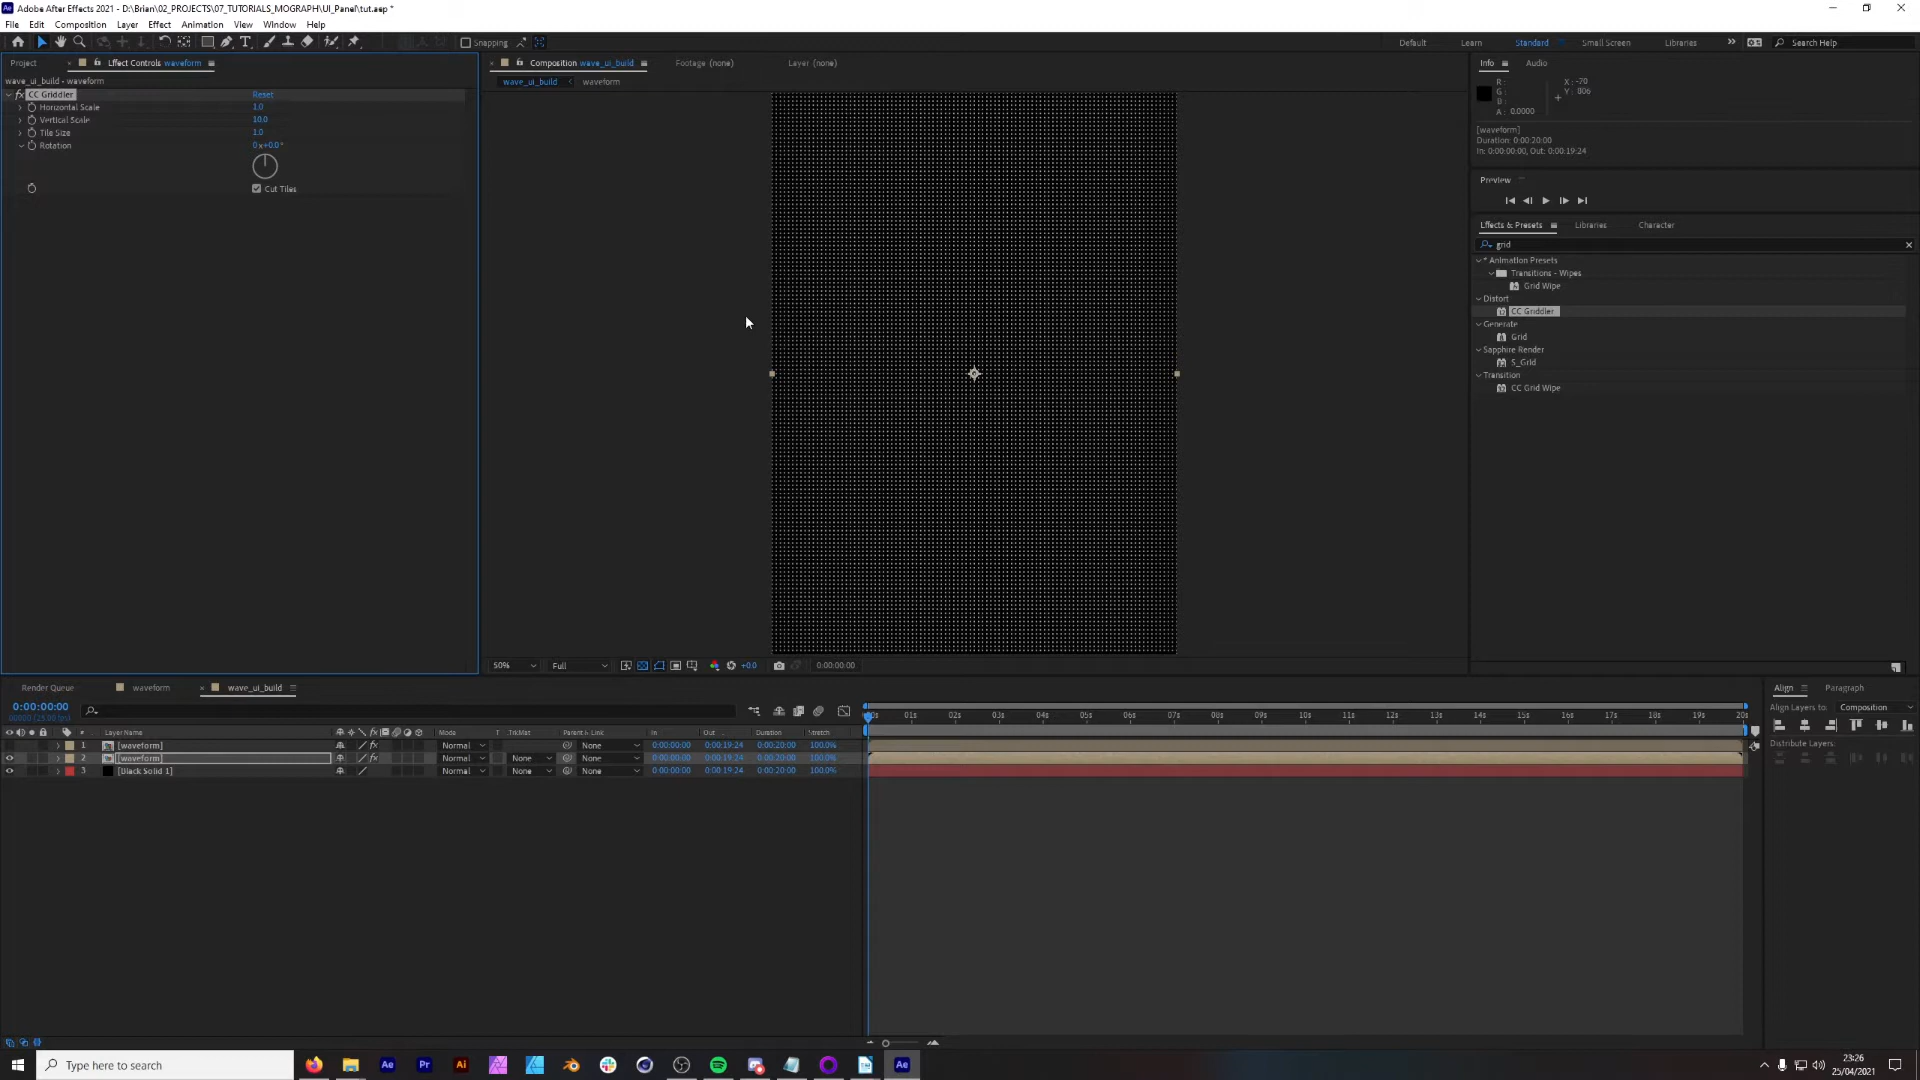 Adobe After Effects 2021 - D:\Brian\02_PROJECTS\07_TUTORIALS_MOGRAPH\UI_Panel\tut.aep *
File Edit Composition Layer Effect Animation View Window Help
Snapping
Default Learn Standard Small Screen Libraries Search Help
Project Effect Controls waveform
wave_ui_build - waveform
fx CC Griddler Reset
Horizontal Scale 1.0
Vertical Scale 10.0
Tile Size 1.0
Rotation 0x+0.0°
Cut Tiles
Composition wave_ui_build Footage (none) Layer (none)
wave_ui_build waveform
50% Full +0.0 0:00:00:00
Info Audio
R: X: -70
G: Y: 806
B:
A: 0.0000
[waveform]
Duration: 0:00:20:00
In: 0:00:00:00, Out: 0:00:19:24
Preview
Effects & Presets Libraries Character
grid
* Animation Presets
Transitions - Wipes
Grid Wipe
Distort
CC Griddler
Generate
Grid
Sapphire Render
S_Grid
Transition
CC Grid Wipe
Render Queue waveform wave_ui_build
0:00:00:00
00000 (25.00 fps)
# Layer Name Mode T TrkMat Parent & Link In Out Duration Stretch
1 [waveform] Normal None 0:00:00:00 0:00:19:24 0:00:20:00 100.0%
2 [waveform] Normal None None 0:00:00:00 0:00:19:24 0:00:20:00 100.0%
3 [Black Solid 1] Normal None None 0:00:00:00 0:00:19:24 0:00:20:00 100.0%
00s 01s 02s 03s 04s 05s 06s 07s 08s 09s 10s 11s 12s 13s 14s 15s 16s 17s 18s 19s 20s
Align Paragraph
Align Layers to: Composition
Distribute Layers:
Type here to search
Ae Pr Ai Ae
23:26
25/04/2021